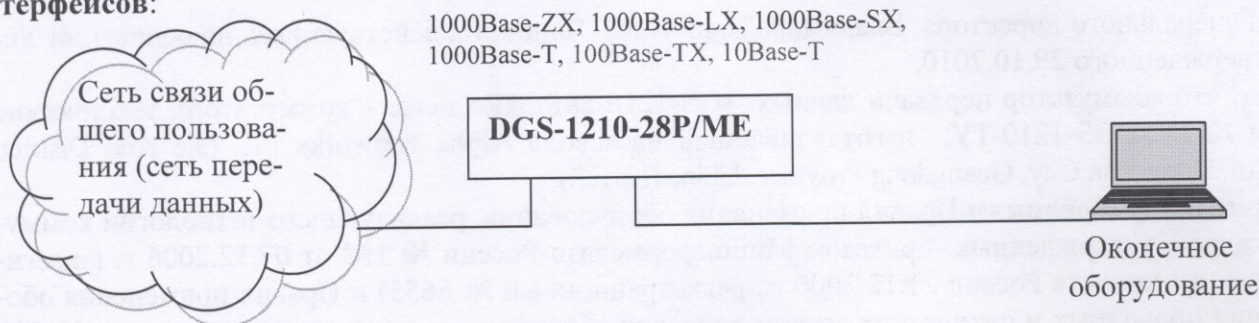 терфейсов:
1000Base-ZX, 1000Base-LX, 1000Base-SX,
1000Base-T, 100Base-TX, 10Base-T
Сеть связи об-
щего пользова-
ния (сеть пере-
дачи данных)
DGS-1210-28P/ME
Оконечное
оборудование